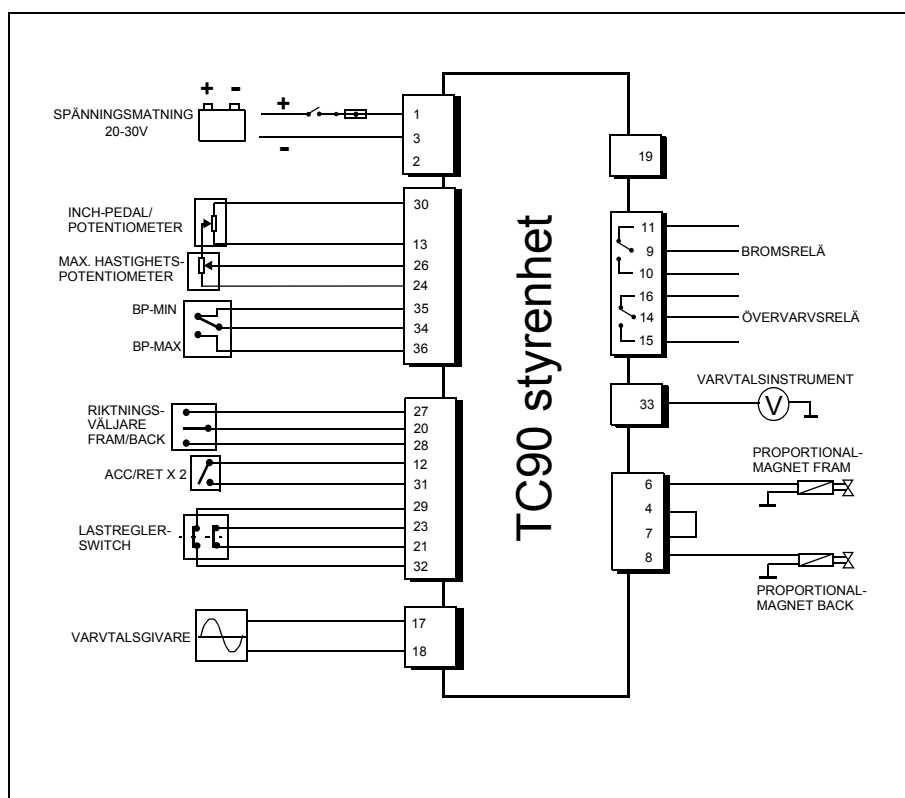 + -
SPÄNNINGSMATNING
20-30V
+
-
1
3
2
INCH-PEDAL/
POTENTIOMETER
MAX. HASTIGHETS-
POTENTIOMETER
BP-MIN
BP-MAX
30
13
26
24
35
34
36
RIKTNINGS-
VÄLJARE
FRAM/BACK
ACC/RET X 2
LASTREGLER-
SWITCH
27
20
28
12
31
29
23
21
32
VARVTALSGIVARE
17
18
TC90 styrenhet
19
11
9
10
16
14
15
BROMSRELÄ
ÖVERVARVSRELÄ
33
VARVTALSINSTRUMENT
V
6
4
7
8
PROPORTIONAL-
MAGNET FRAM
PROPORTIONAL-
MAGNET BACK